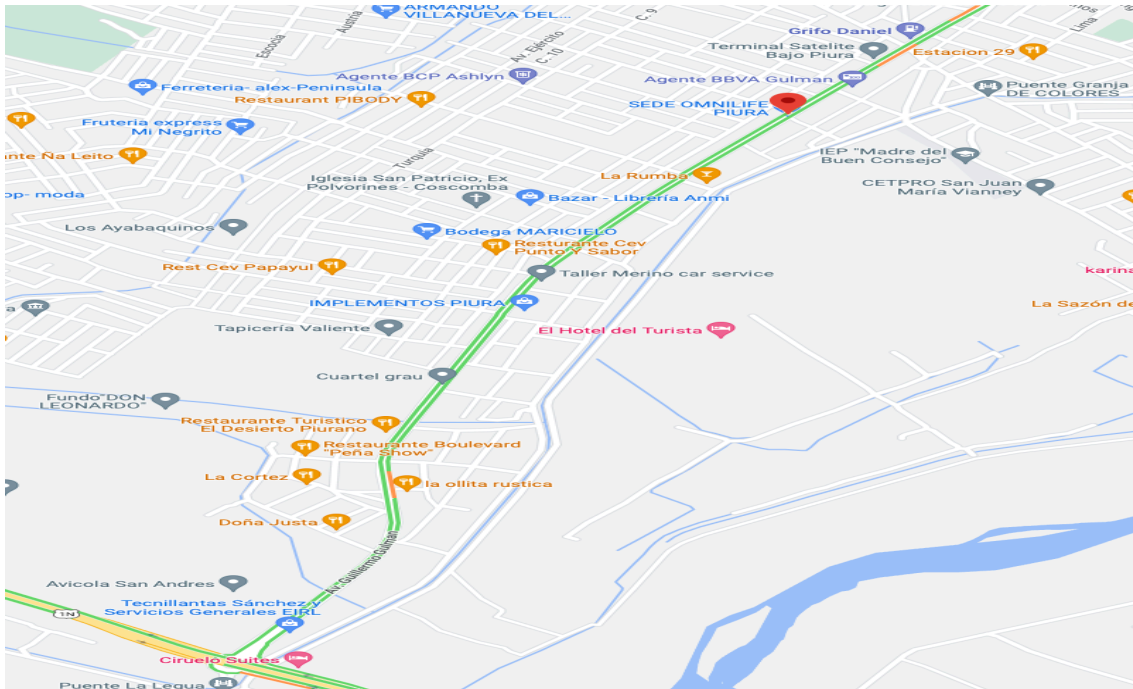 ARMANDO
VILLANUEVA DEL...
C. 9
Lima
Austria
Escocia
Grifo Daniel
Av. Ejército
C. 10
Terminal Satelite
Bajo Piura
Estacion 29
Agente BCP Ashlyn
Agente BBVA Gulman
Ferreteria- alex-Peninsula
Puente Granja
DE COLORES
Restaurant PIBODY
SEDE OMNILIFE
PIURA
Fruteria express
Mi Negrito
ante Ña Leito
Turquia
IEP "Madre del
Buen Consejo"
Iglesia San Patricio, Ex
Polvorines - Coscomba
La Rumba
CETPRO San Juan
María Vianney
op- moda
Bazar - Librería Anmi
Los Ayabaquinos
Bodega MARICIELO
Resturante Cev
Punto Y Sabor
Rest Cev Papayul
Taller Merino car service
karina
a
IMPLEMENTOS PIURA
La Sazón de
Tapicería Valiente
El Hotel del Turista
Cuartel grau
Fundo"DON
LEONARDO"
Restaurante Turistico
El Desierto Piurano
Restaurante Boulevard
"Peña Show"
La Cortez
la ollita rustica
Doña Justa
Av. Guillermo Gulman
Avicola San Andres
Tecnillantas Sánchez y
Servicios Generales EIRL
1N
Ciruelo Suites
Puente La Legua